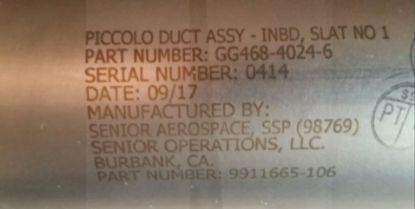 PICCOLO DUCT ASSY - INBD, SLAT NO 1
PART NUMBER: GG468-4024-6
SERIAL NUMBER: 0414
DATE: 09/17
MANUFACTURED BY:
SENIOR AEROSPACE, SSP (98769)
SENIOR OPERATIONS, LLC.
BURBANK, CA.
PART NUMBER: 9911665-106
PT